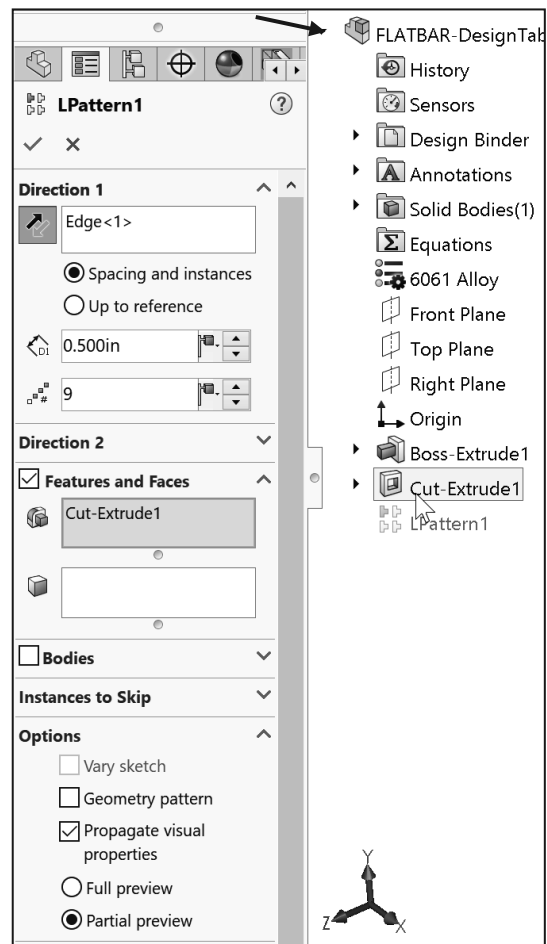 LPattern1
?
Direction 1
Edge<1>
Spacing and instances
Up to reference
D1
0.500in
#
9
Direction 2
Features and Faces
Cut-Extrude1
Bodies
Instances to Skip
Options
Vary sketch
Geometry pattern
Propagate visual
properties
Full preview
Partial preview
FLATBAR-DesignTab
History
Sensors
Design Binder
A Annotations
Solid Bodies(1)
Σ Equations
6061 Alloy
Front Plane
Top Plane
Right Plane
Origin
Boss-Extrude1
Cut-Extrude1
LPattern1
Y
Z
X